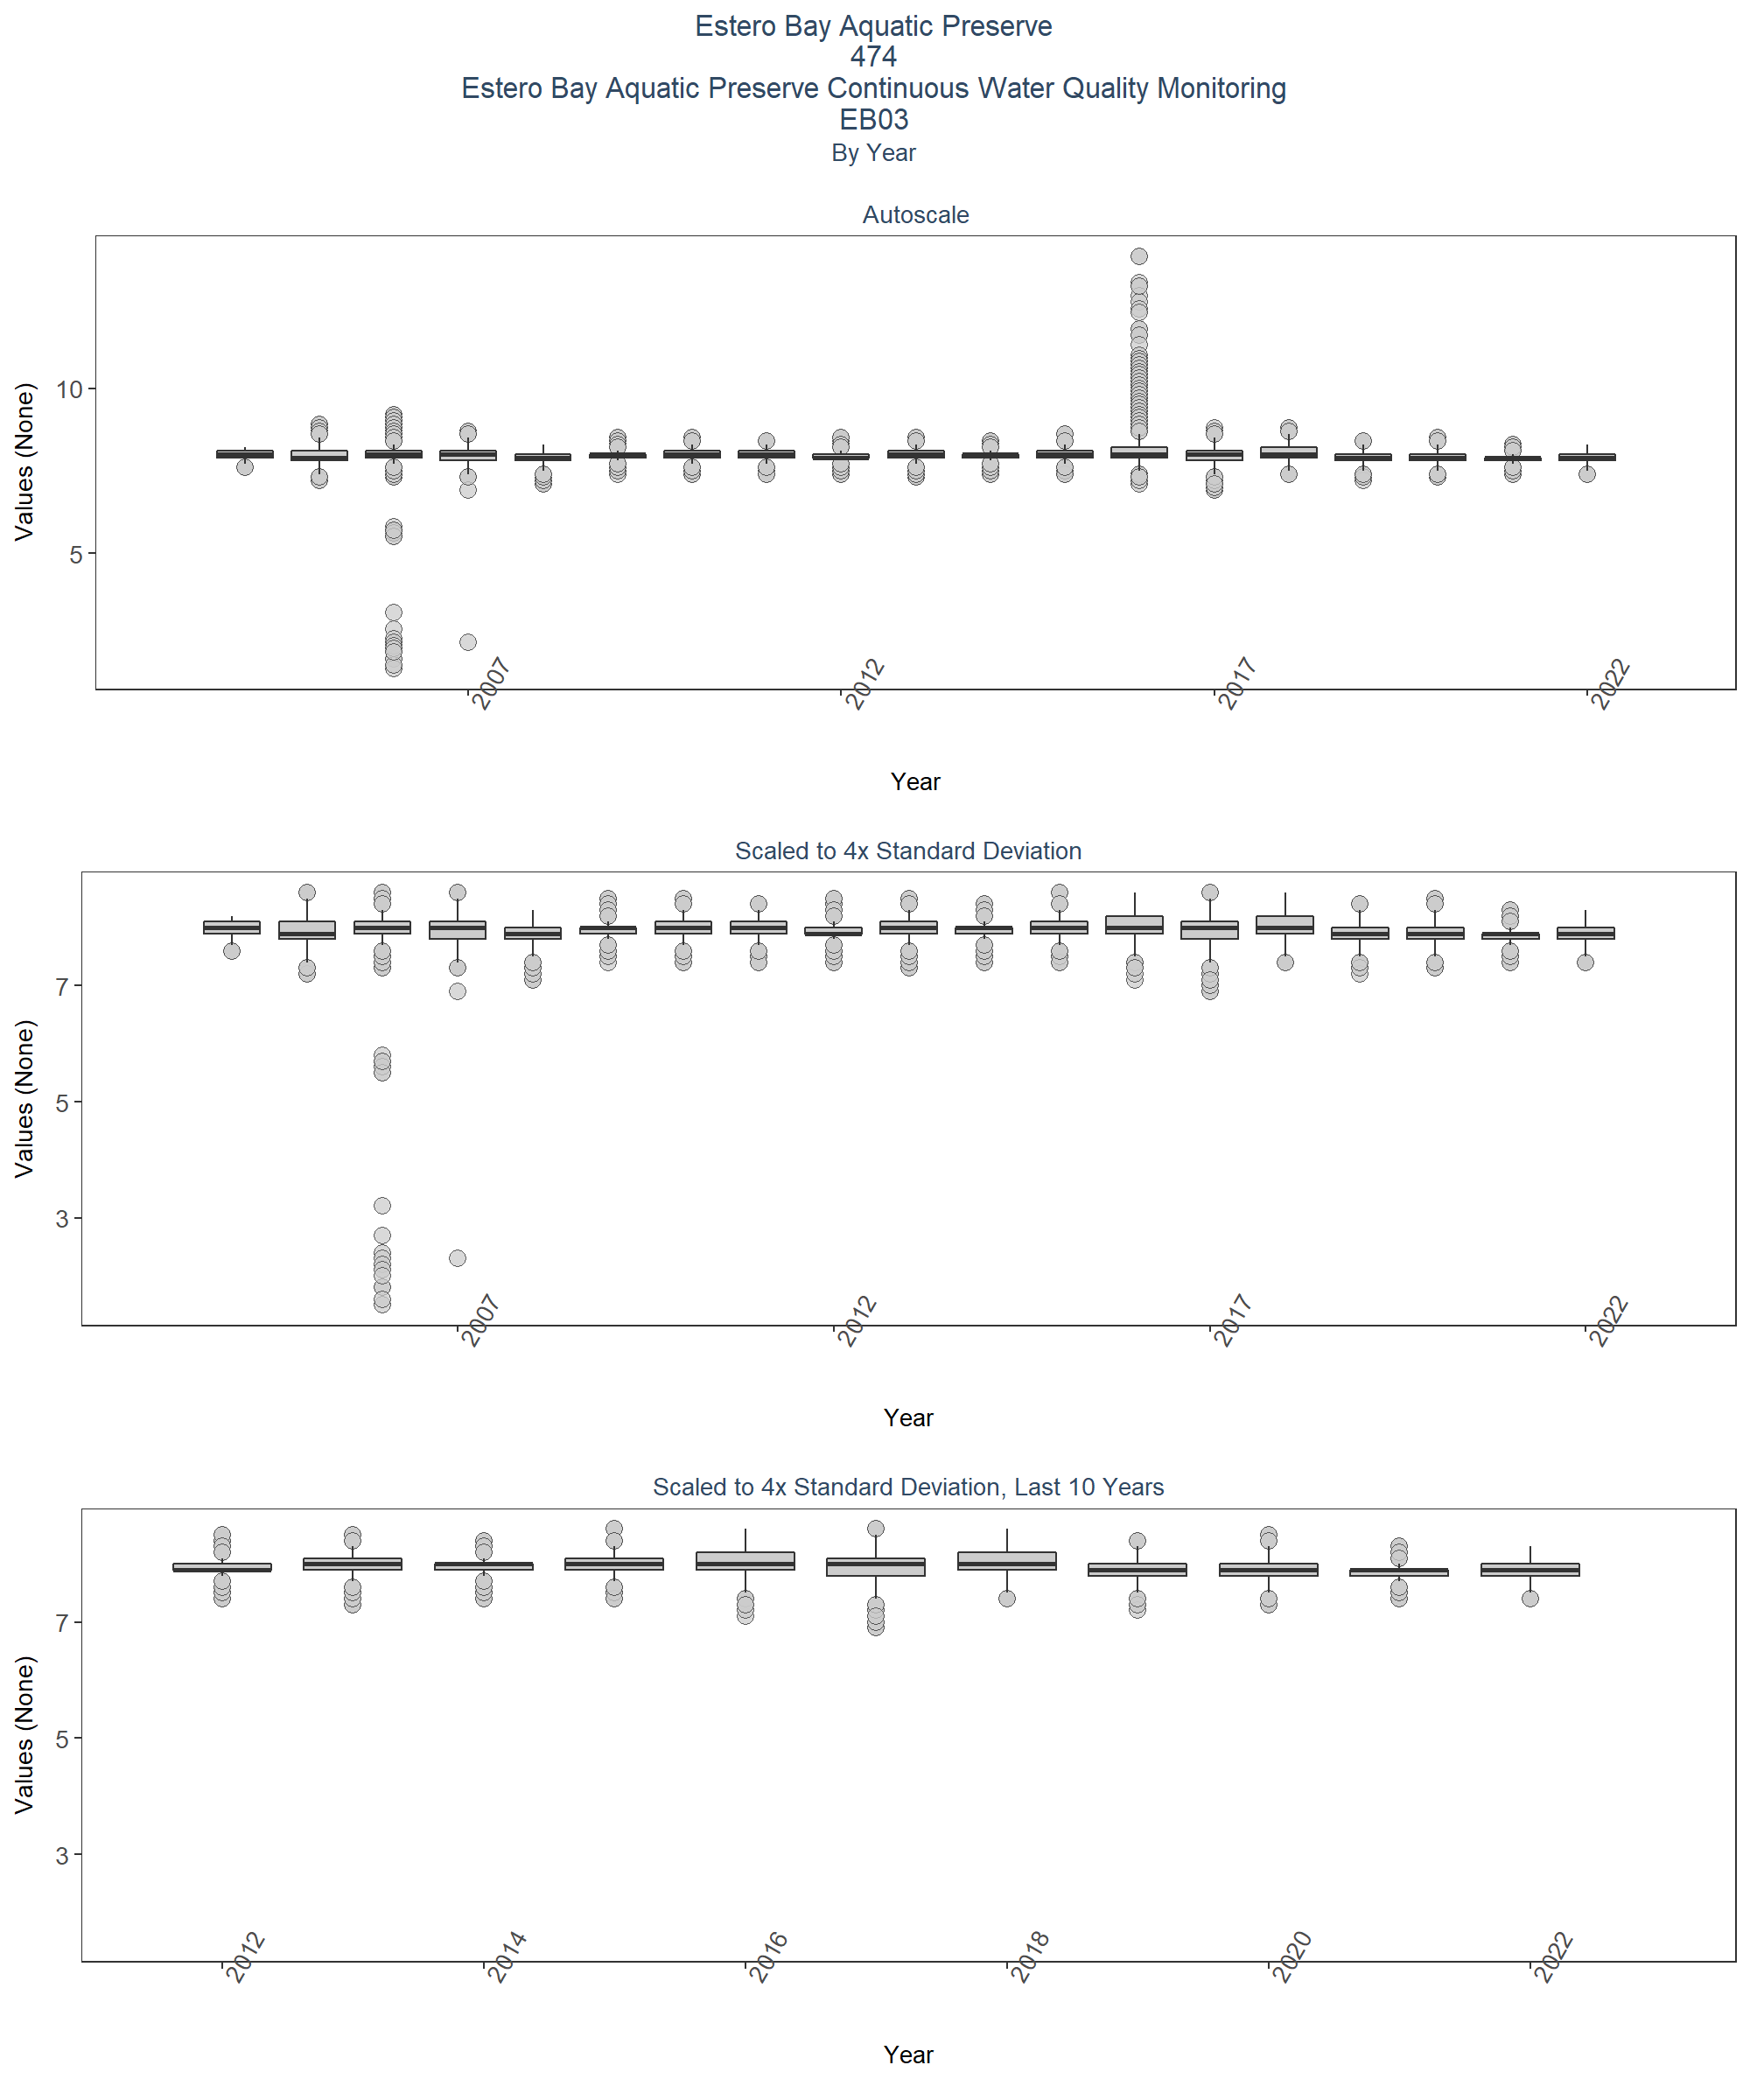 Estero Bay Aquatic Preserve
474
Estero Bay Aquatic Preserve Continuous Water Quality Monitoring
EB03
By Year
Autoscale
Values (None)
10
5
2007
2012
2017
2022
Year
Scaled to 4x Standard Deviation
Values (None)
7
5
3
2007
2012
2017
2022
Year
Scaled to 4x Standard Deviation, Last 10 Years
Values (None)
7
5
3
2012
2014
2016
2018
2020
2022
Year